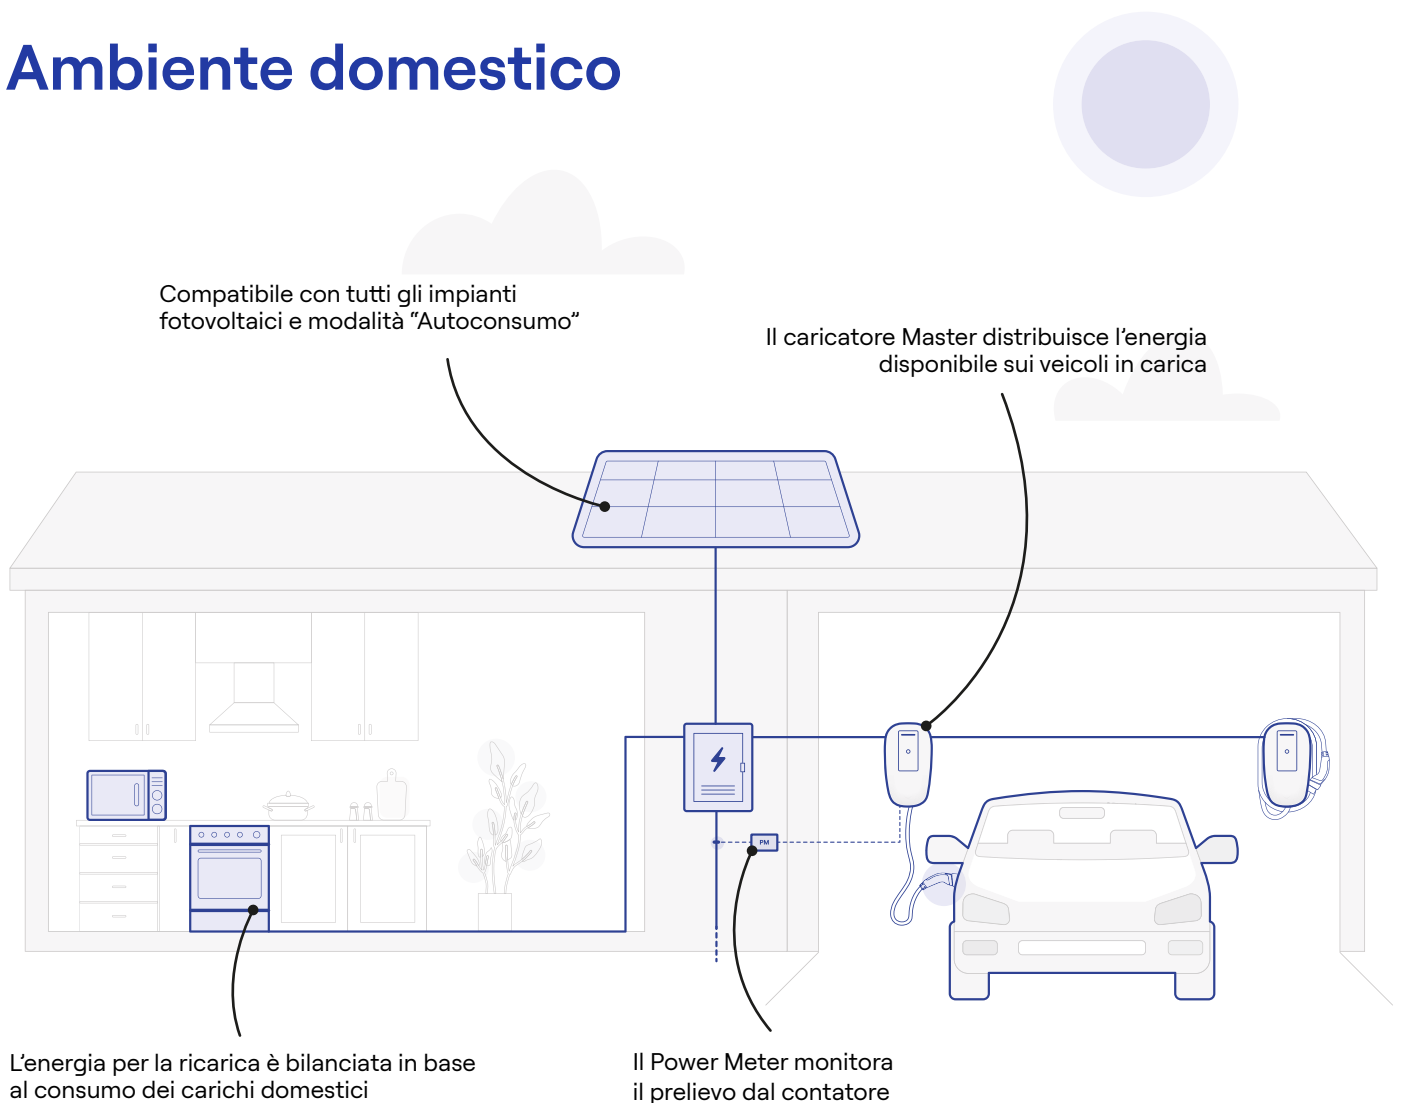 Ambiente domestico
Compatibile con tutti gli impianti
fotovoltaici e modalità “Autoconsumo”
Il caricatore Master distribuisce l’energia
disponibile sui veicoli in carica
PM
L’energia per la ricarica è bilanciata in base
al consumo dei carichi domestici
Il Power Meter monitora
il prelievo dal contatore